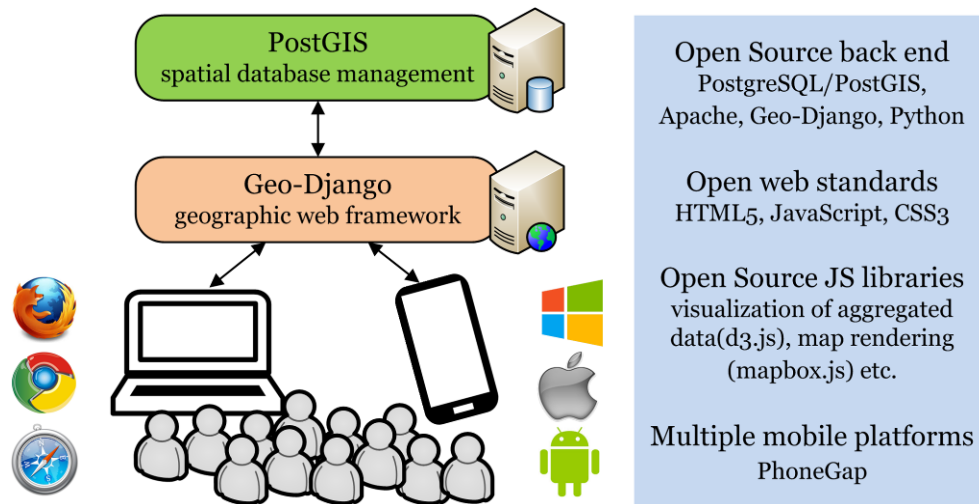 PostGIS
spatial database management
Geo-Django
geographic web framework
Open Source back end
PostgreSQL/PostGIS,
Apache, Geo-Django, Python
Open web standards
HTML5, JavaScript, CSS3
Open Source JS libraries
visualization of aggregated
data(d3.js), map rendering
(mapbox.js) etc.
Multiple mobile platforms
PhoneGap